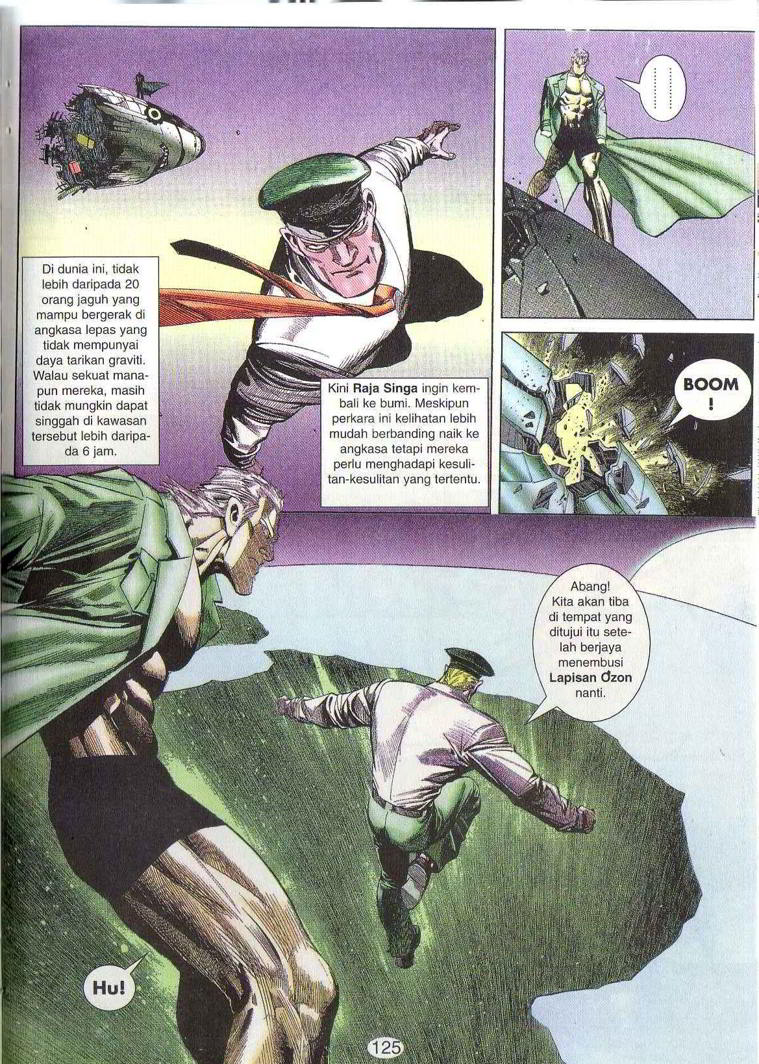 Di dunia ini, tidak
lebih daripada 20
orang jaguh yang
mampu bergerak di
angkasa lepas yang
tidak mempunyai
daya tarikan graviti.
Walau sekuat mana-
pun mereka, masih
tidak mungkin dapat
singgah di kawasan
tersebut lebih daripa-
da 6 jam.
Kini Raja Singa ingin kem-
bali ke bumi. Meskipun
perkara ini kelihatan lebih
mudah berbanding naik ke
angkasa tetapi mereka
perlu menghadapi kesuli-
tan-kesulitan yang tertentu.
BOOM
!
Abang!
Kita akan tiba
di tempat yang
ditujui itu sete-
lah berjaya
menembusi
Lapisan Ozon
nanti.
Hu!
125